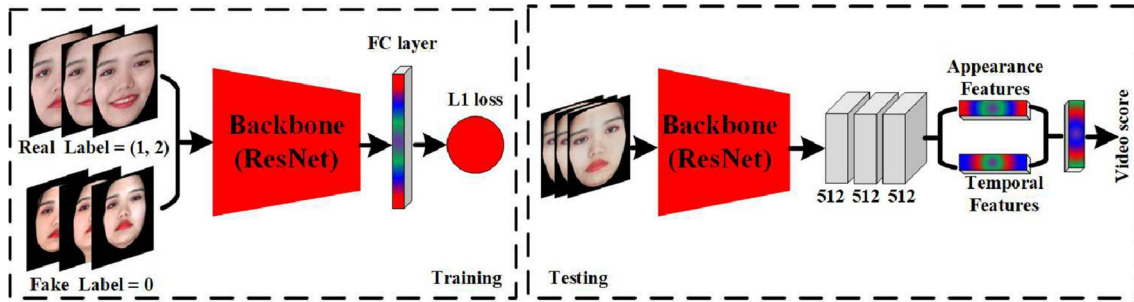 Real Label = (1, 2)
Fake Label = 0
Backbone
(ResNet)
FC layer
L1 loss
Training
Testing
Backbone
(ResNet)
512 512 512
Appearance
Features
Temporal
Features
Video score